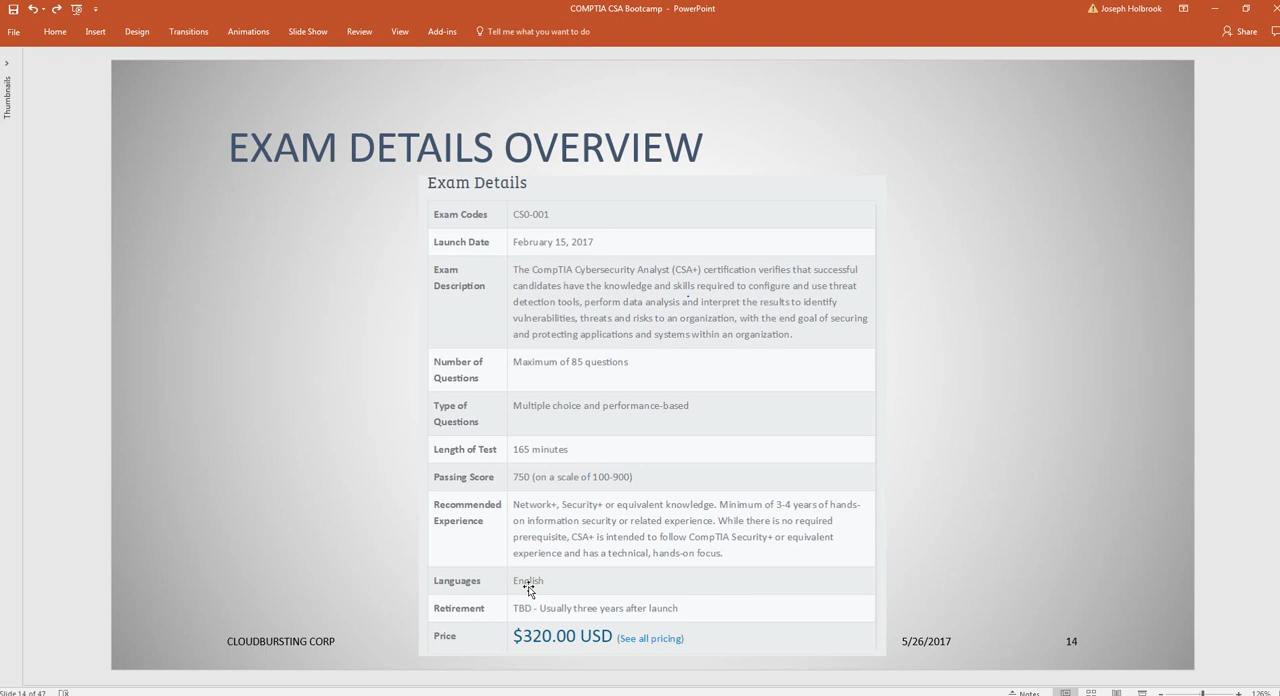 COMPTIA CSA Bootcamp - PowerPoint
Joseph Holbrook
File Home Insert Design Transitions Animations Slide Show Review View Add-ins Tell me what you want to do
Share
Thumbnails
EXAM DETAILS OVERVIEW
Exam Details
Exam Codes CS0-001
Launch Date February 15, 2017
Exam Description
The CompTIA Cybersecurity Analyst (CSA+) certification verifies that successful
candidates have the knowledge and skills required to configure and use threat
detection tools, perform data analysis and interpret the results to identify
vulnerabilities, threats and risks to an organization, with the end goal of securing
and protecting applications and systems within an organization.
Number of Questions
Maximum of 85 questions
Type of Questions
Multiple choice and performance-based
Length of Test 165 minutes
Passing Score 750 (on a scale of 100-900)
Recommended Experience
Network+, Security+ or equivalent knowledge. Minimum of 3-4 years of hands-
on information security or related experience. While there is no required
prerequisite, CSA+ is intended to follow CompTIA Security+ or equivalent
experience and has a technical, hands-on focus.
Languages English
Retirement TBD - Usually three years after launch
Price $320.00 USD (See all pricing)
CLOUDBURSTING CORP 5/26/2017 14
Slide 14 of 47 Notes 126%